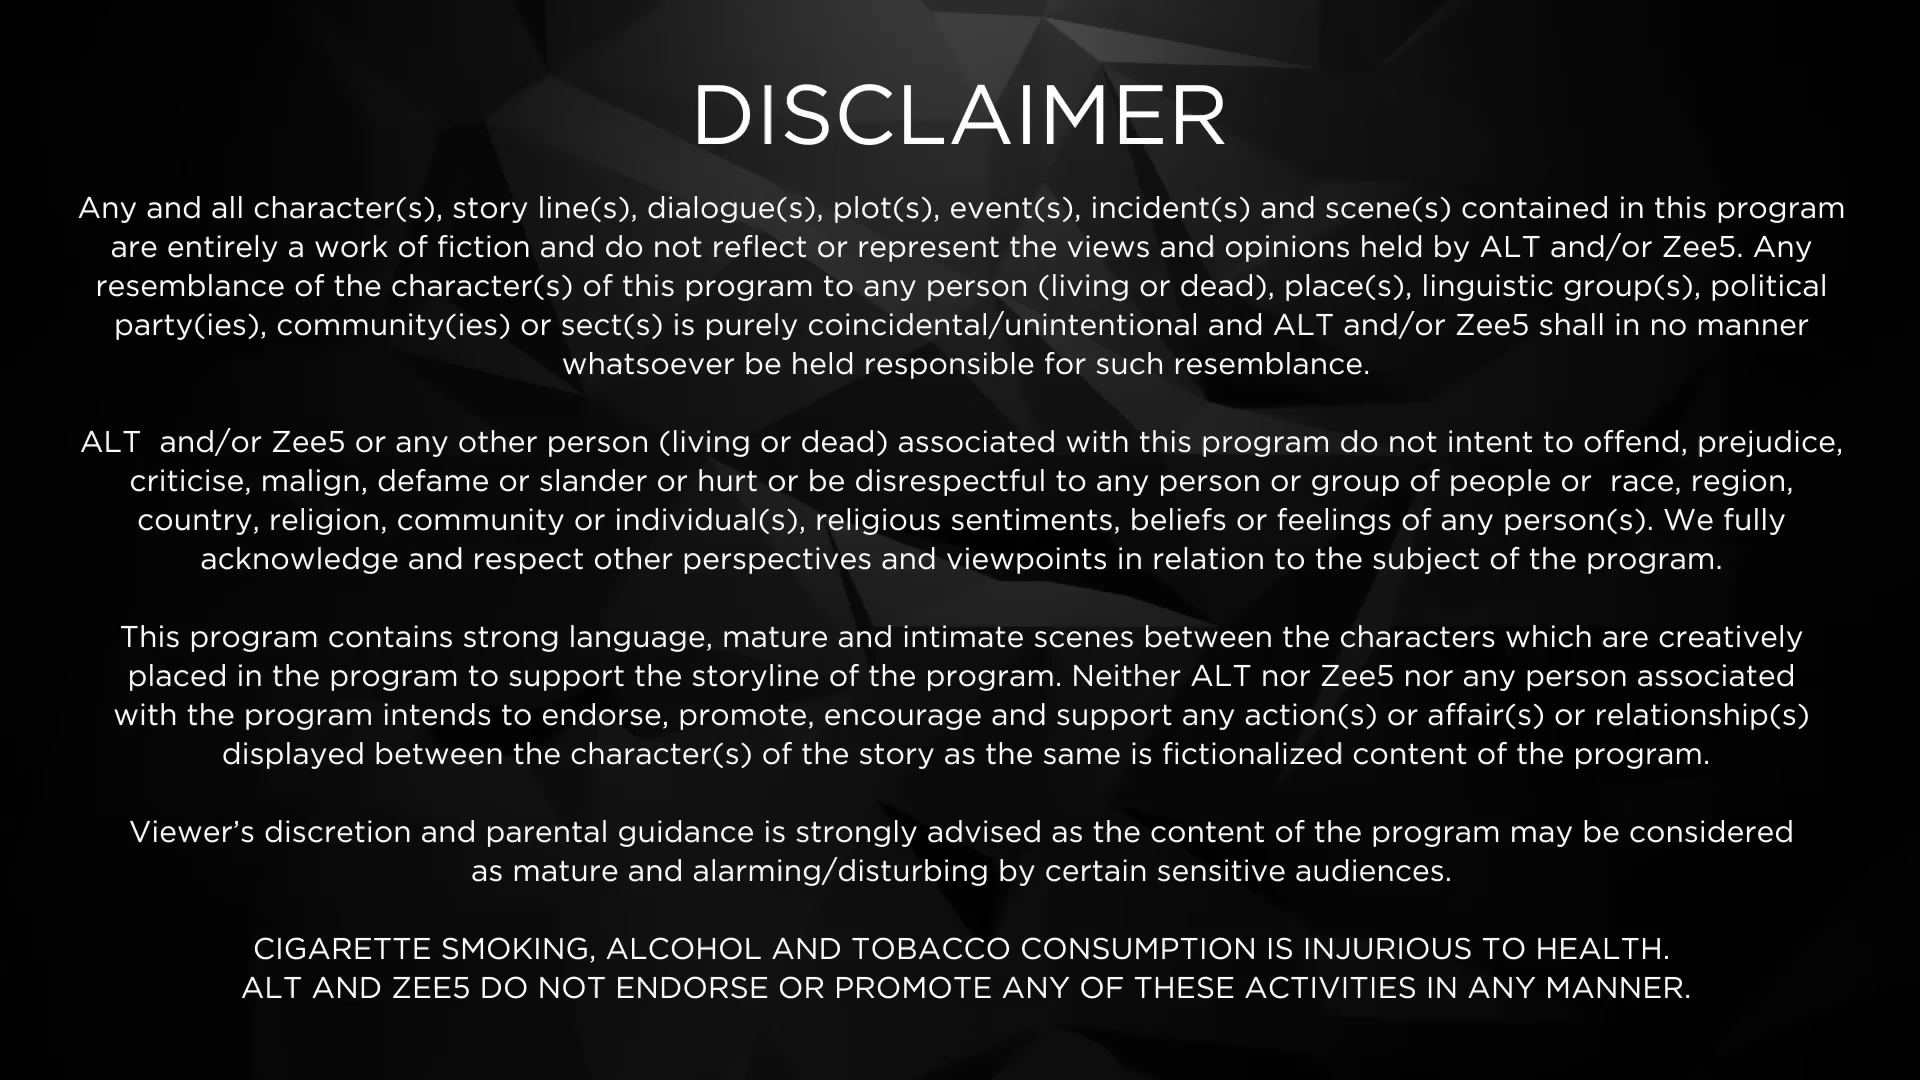 DISCLAIMER
Any and all character(s), story line(s), dialogue(s), plot(s), event(s), incident(s) and scene(s) contained in this program
are entirely a work of fiction and do not reflect or represent the views and opinions held by ALT and/or Zee5. Any
resemblance of the character(s) of this program to any person (living or dead), place(s), linguistic group(s), political
party(ies), community(ies) or sect(s) is purely coincidental/unintentional and ALT and/or Zee5 shall in no manner
whatsoever be held responsible for such resemblance.
ALT  and/or Zee5 or any other person (living or dead) associated with this program do not intent to offend, prejudice,
criticise, malign, defame or slander or hurt or be disrespectful to any person or group of people or  race, region,
country, religion, community or individual(s), religious sentiments, beliefs or feelings of any person(s). We fully
acknowledge and respect other perspectives and viewpoints in relation to the subject of the program.
This program contains strong language, mature and intimate scenes between the characters which are creatively
placed in the program to support the storyline of the program. Neither ALT nor Zee5 nor any person associated
with the program intends to endorse, promote, encourage and support any action(s) or affair(s) or relationship(s)
displayed between the character(s) of the story as the same is fictionalized content of the program.
Viewer’s discretion and parental guidance is strongly advised as the content of the program may be considered
as mature and alarming/disturbing by certain sensitive audiences.
CIGARETTE SMOKING, ALCOHOL AND TOBACCO CONSUMPTION IS INJURIOUS TO HEALTH.
ALT AND ZEE5 DO NOT ENDORSE OR PROMOTE ANY OF THESE ACTIVITIES IN ANY MANNER.